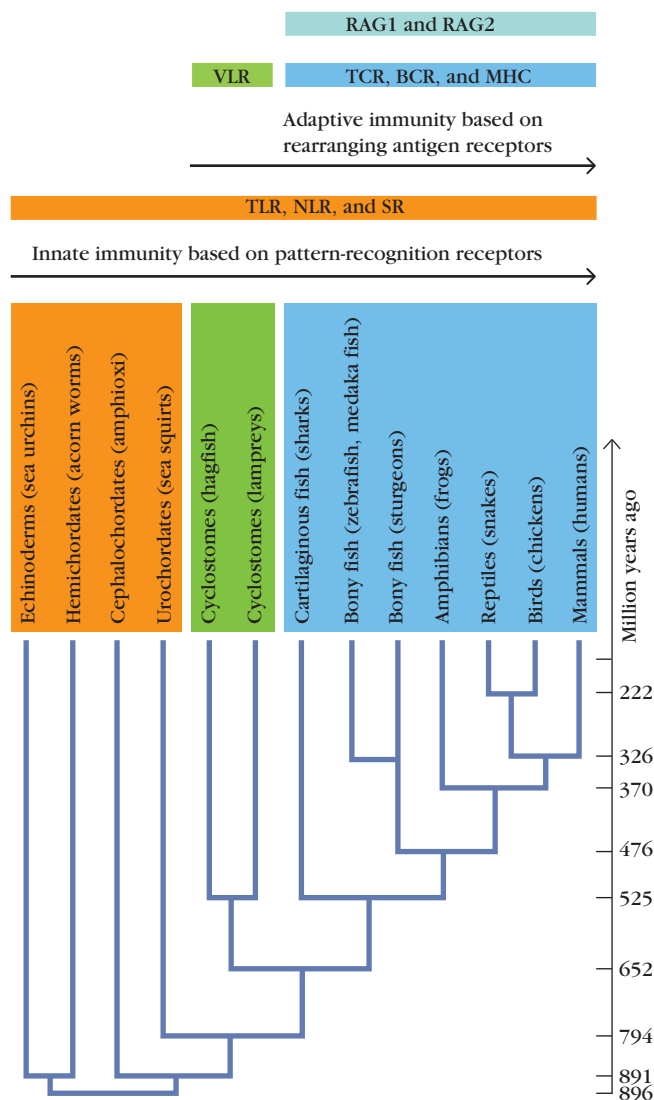 RAG1 and RAG2
VLR
TCR, BCR, and MHC
Adaptive immunity based on
rearranging antigen receptors
TLR, NLR, and SR
Innate immunity based on pattern-recognition receptors
Echinoderms (sea urchins)
Hemichordates (acorn worms)
Cephalochordates (amphioxi)
Urochordates (sea squirts)
Cyclostomes (hagfish)
Cyclostomes (lampreys)
Cartilaginous fish (sharks)
Bony fish (zebrafish, medaka fish)
Bony fish (sturgeons)
Amphibians (frogs)
Reptiles (snakes)
Birds (chickens)
Mammals (humans)
Million years ago
222
326
370
476
525
652
794
891
896